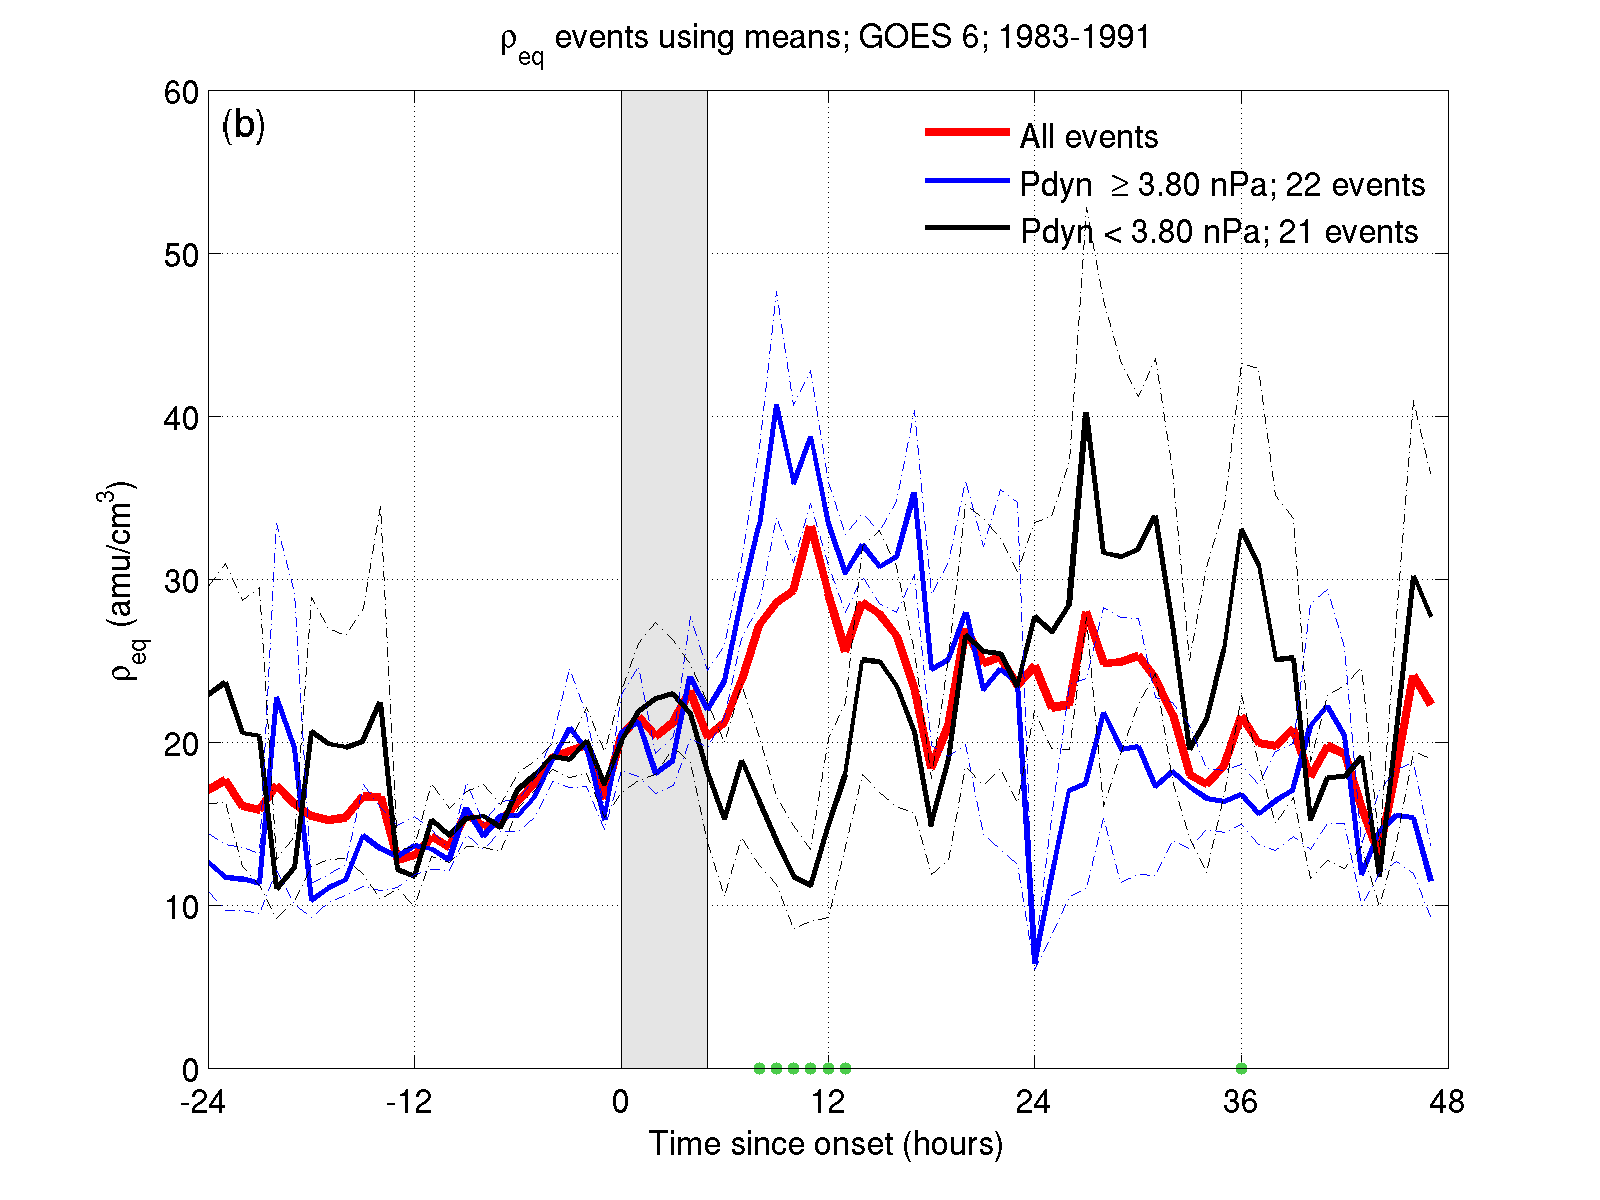 ρeq events using means; GOES 6; 1983-1991
(b)
All events
Pdyn ≥ 3.80 nPa; 22 events
Pdyn < 3.80 nPa; 21 events
60
50
40
30
20
10
0
ρeq (amu/cm3)
-24 -12 0 12 24 36 48
Time since onset (hours)